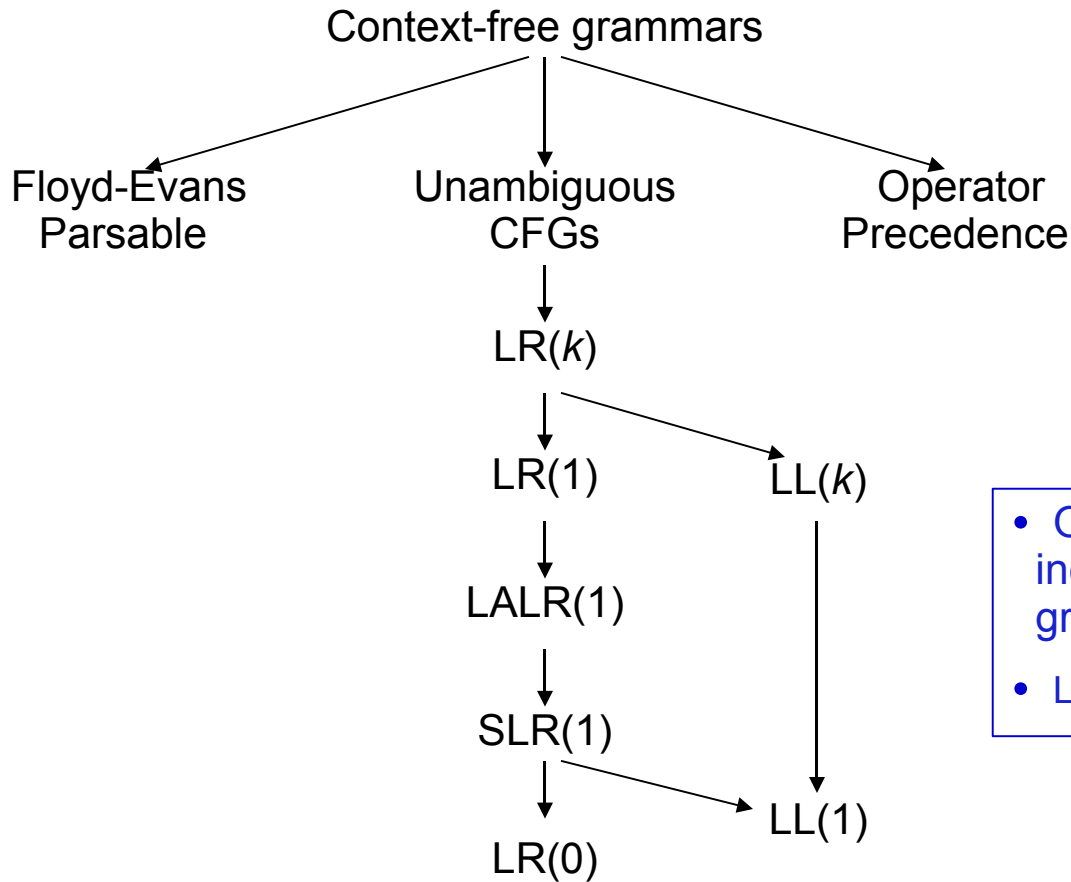 Context-free grammars
Floyd-Evans
Parsable
Unambiguous
CFGs
Operator
Precedence
LR(k)
LR(1)
LL(k)
LALR(1)
SLR(1)
LL(1)
LR(0)